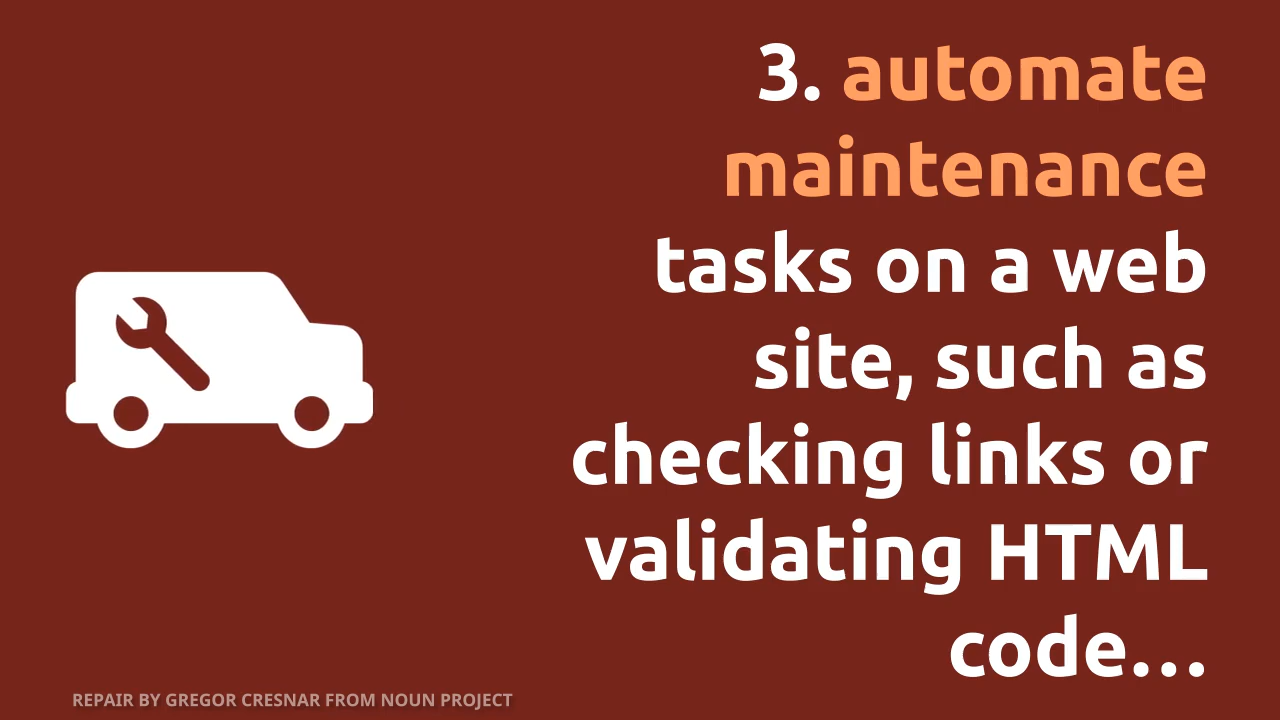 3. automate
maintenance
tasks on a web
site, such as
checking links or
validating HTML
code...
REPAIR BY GREGOR CRESNAR FROM NOUN PROJECT